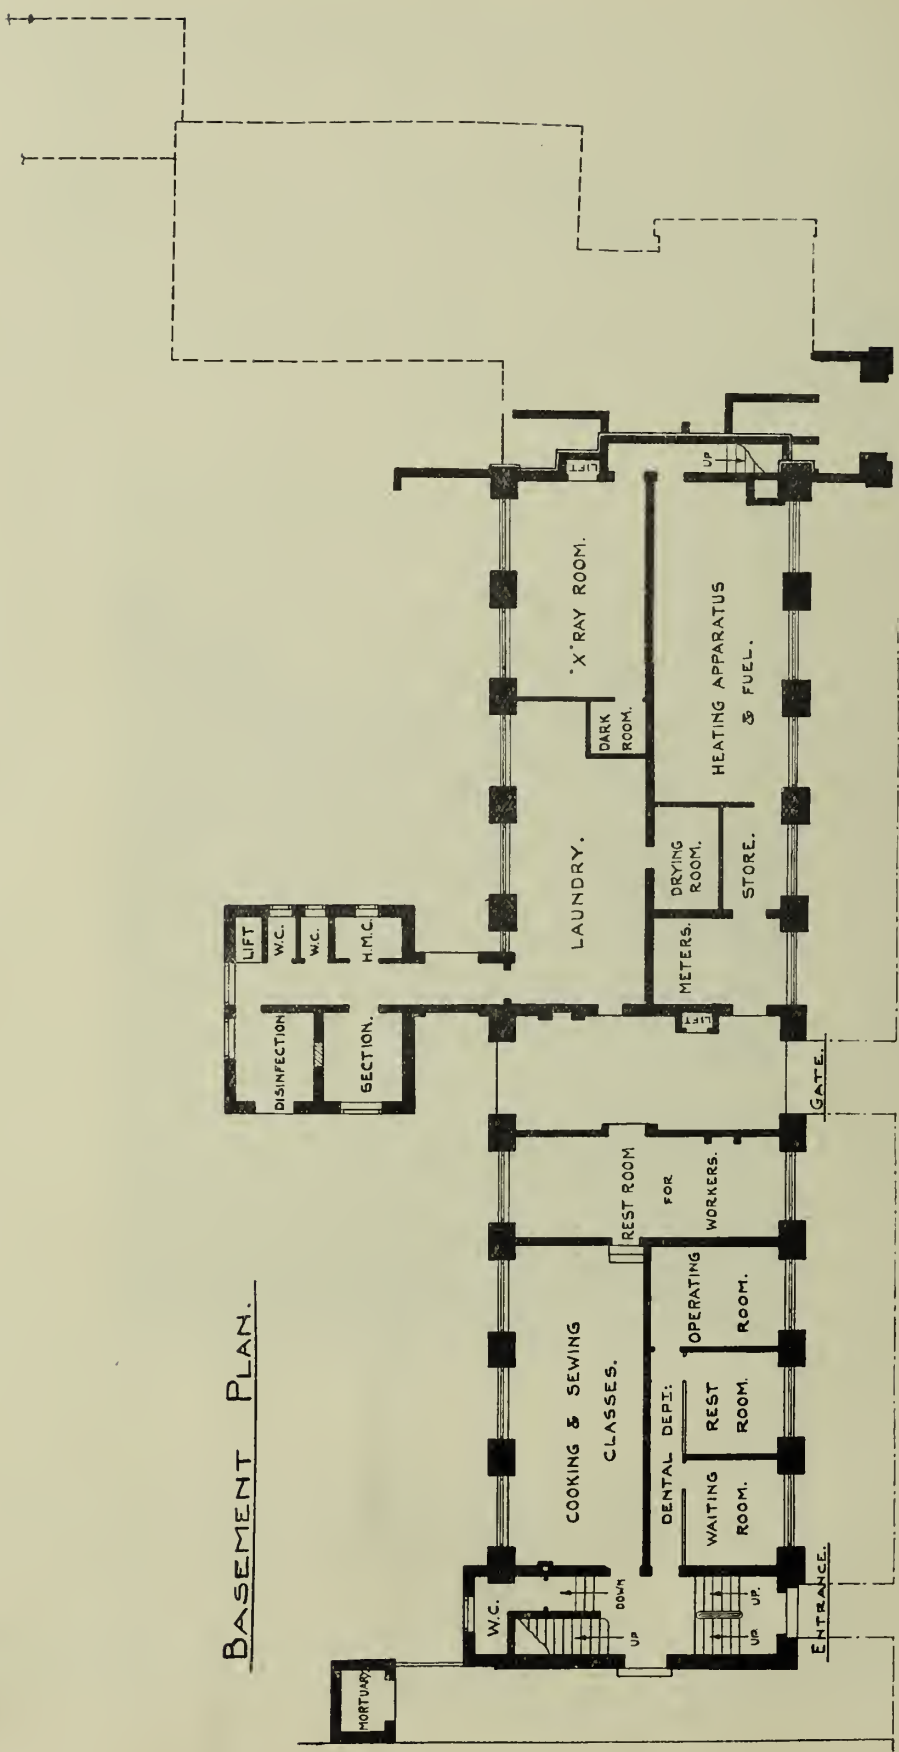 BASEMENT PLAN.
MORTUARY
W.C.
UP
DOWN
UP.
UP.
ENTRANCE.
COOKING & SEWING
CLASSES.
DENTAL DEPT:
WAITING
ROOM.
REST
ROOM.
OPERATING
ROOM.
REST ROOM
FOR
WORKERS.
GATE.
DISINFECTION
SECTION.
LIFT
W.C.
W.C.
H.M.C.
LIFT
LAUNDRY.
METERS.
DRYING
ROOM.
STORE.
DARK
ROOM.
"X" RAY ROOM.
HEATING APPARATUS
& FUEL.
LIFT
UP